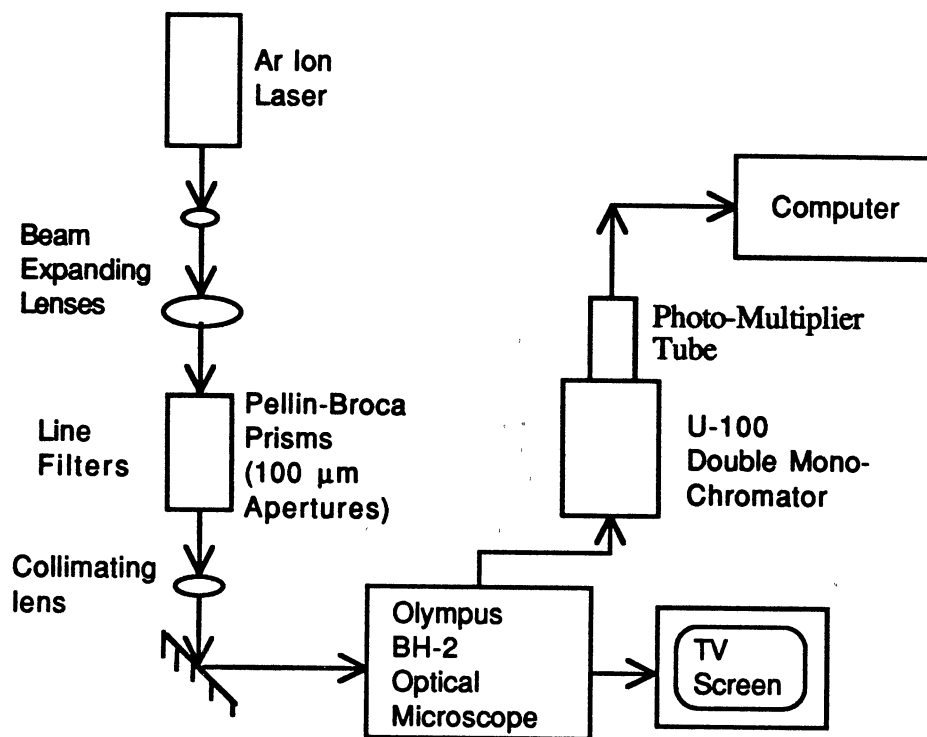 Ar Ion
Laser
Beam
Expanding
Lenses
Line
Filters
Pellin-Broca
Prisms
(100 μm
Apertures)
Collimating
lens
Olympus
BH-2
Optical
Microscope
TV
Screen
U-100
Double Mono-
Chromator
Photo-Multiplier
Tube
Computer